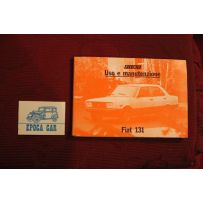 FIAT
Uso e manutenzione
Fiat 131
EPOCA CAR